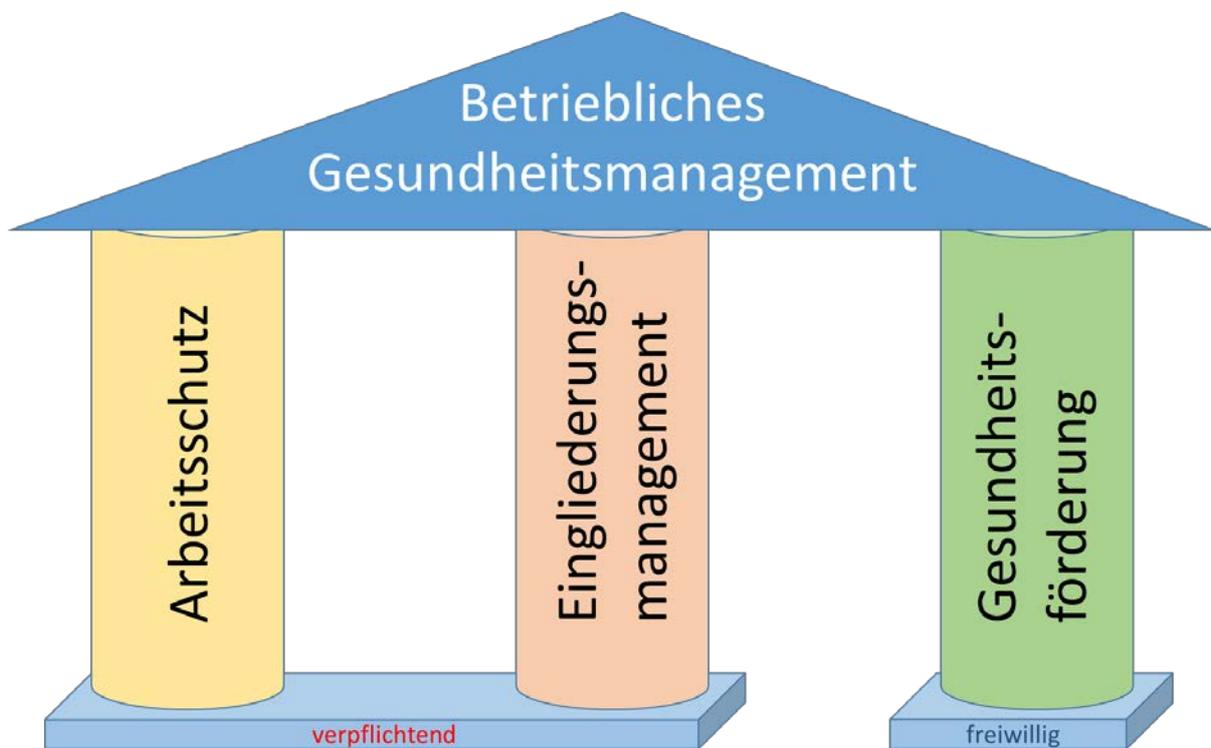 Betriebliches
Gesundheitsmanagement
Arbeitsschutz
Eingliederungs-
management
Gesundheits-
förderung
verpflichtend
freiwillig